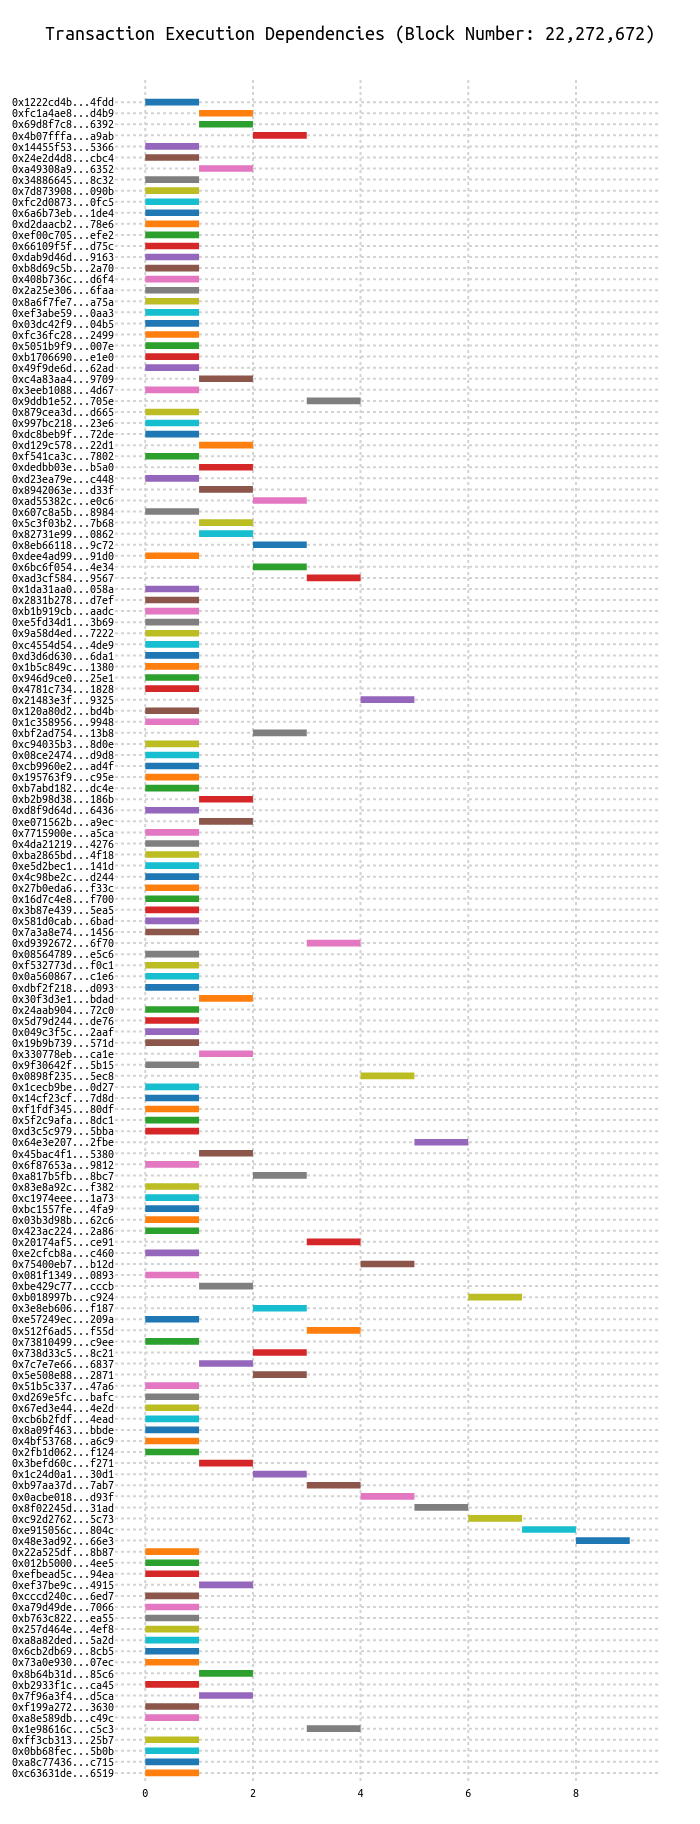 Transaction Execution Dependencies (Block Number: 22,272,672)
0x1222cd4b...4fdd
0xfc1a4ae8...d4b9
0x69d8f7c8...6392
0x4b07fffa...a9ab
0x14455f53...5366
0x24e2d4d8...cbc4
0xa49308a9...6352
0x34886645...8c32
0x7d873908...090b
0xfc2d0873...0fc5
0x6a6b73eb...1de4
0xd2daacb2...78e6
0xef00c705...efe2
0x66109f5f...d75c
0xdab9d46d...9163
0xb8d69c5b...2a70
0x408b736c...d6f4
0x2a25e306...6faa
0x8a6f7fe7...a75a
0xef3abe59...0aa3
0x03dc42f9...04b5
0xfc36fc28...2499
0x5051b9f9...007e
0xb1706690...e1e0
0x49f9de6d...62ad
0xc4a83aa4...9709
0x3eeb1088...4d67
0x9ddb1e52...705e
0x879cea3d...d665
0x997bc218...23e6
0xdc8beb9f...72de
0xd129c578...22d1
0xf541ca3c...7802
0xdedbb03e...b5a0
0xd23ea79e...c448
0x8942063e...d33f
0xad55382c...e0c6
0x607c8a5b...8984
0x5c3f03b2...7b68
0x82731e99...0862
0x8eb66118...9c72
0xdee4ad99...91d0
0x6bc6f054...4e34
0xad3cf584...9567
0x1da31aa0...058a
0x2831b278...d7ef
0xb1b919cb...aadc
0xe5fd34d1...3b69
0x9a58d4ed...7222
0xc4554d54...4de9
0xd3d6d630...6da1
0x1b5c849c...1380
0x946d9ce0...25e1
0x4781c734...1828
0x21483e3f...9325
0x120a80d2...bd4b
0x1c358956...9948
0xbf2ad754...13b8
0xc94035b3...8d0e
0x08ce2474...d9d8
0xcb9960e2...ad4f
0x195763f9...c95e
0xb7abd182...dc4e
0xb2b98d38...186b
0xd8f9d64d...6436
0xe071562b...a9ec
0x7715900e...a5ca
0x4da21219...4276
0xba2865bd...4f18
0xe5d2bec1...141d
0x4c98be2c...d244
0x27b0eda6...f33c
0x16d7c4e8...f700
0x3b87e439...5ea5
0x581d0cab...6bad
0x7a3a8e74...1456
0xd9392672...6f70
0x08564789...e5c6
0xf532773d...f0c1
0x0a560867...c1e6
0xdbf2f218...d093
0x30f3d3e1...bdad
0x24aab904...72c0
0x5d79d244...de76
0x049c3f5c...2aaf
0x19b9b739...571d
0x330778eb...ca1e
0x9f30642f...5b15
0x0898f235...5ec8
0x1cecb9be...0d27
0x14cf23cf...7d8d
0xf1fdf345...80df
0x5f2c9afa...8dc1
0xd3c5c979...5bba
0x64e3e207...2fbe
0x45bac4f1...5380
0x6f87653a...9812
0xa817b5fb...8bc7
0x83e8a92c...f382
0xc1974eee...1a73
0xbc1557fe...4fa9
0x03b3d98b...62c6
0x423ac224...2a86
0x20174af5...ce91
0xe2cfcb8a...c460
0x75400eb7...b12d
0x081f1349...0893
0xbe429c77...cccb
0xb018997b...c924
0x3e8eb606...f187
0xe57249ec...209a
0x512f6ad5...f55d
0x73810499...c9ee
0x738d33c5...8c21
0x7c7e7e66...6837
0x5e508e88...2871
0x51b5c337...47a6
0xd269e5fc...bafc
0x67ed3e44...4e2d
0xcb6b2fdf...4ead
0x8a09f463...bbde
0x4bf53768...a6c9
0x2fb1d062...f124
0x3befd60c...f271
0x1c24d0a1...30d1
0xb97aa37d...7ab7
0x0acbe018...d93f
0x8f02245d...31ad
0xc92d2762...5c73
0xe915056c...804c
0x48e3ad92...66e3
0x22a525df...8b87
0x012b5000...4ee5
0xefbead5c...94ea
0xef37be9c...4915
0xcccd240c...6ed7
0xa79d49de...7066
0xb763c822...ea55
0x257d464e...4ef8
0xa8a82ded...5a2d
0x6cb2db69...8cb5
0x73a0e930...07ec
0x8b64b31d...85c6
0xb2933f1c...ca45
0x7f96a3f4...d5ca
0xf199a272...3630
0xa8e589db...c49c
0x1e98616c...c5c3
0xff3cb313...25b7
0x0bb68fec...5b0b
0xa8c77436...c715
0xc63631de...6519
0 2 4 6 8